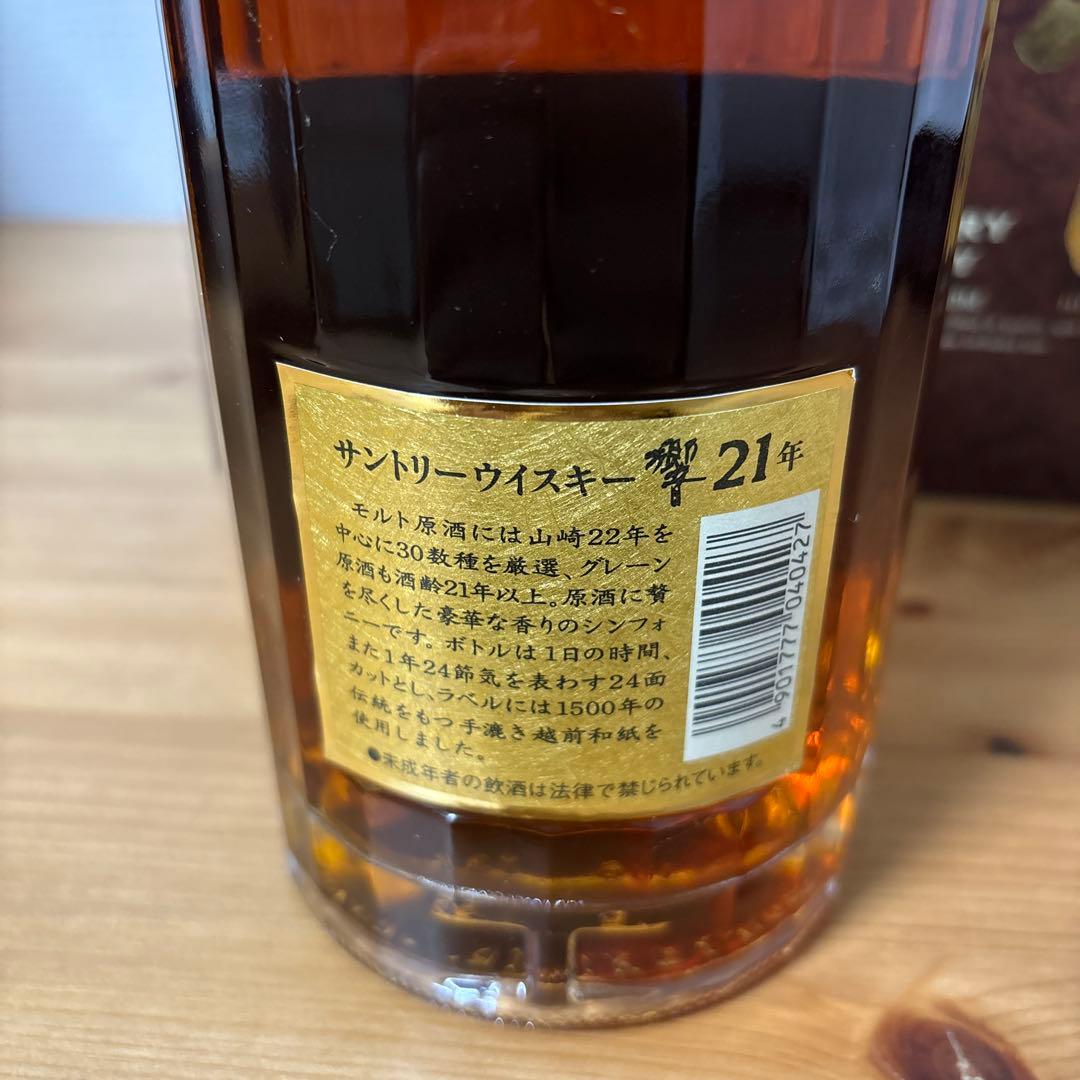 サントリーウイスキー 響 21年
モルト原酒には山崎22年を
中心に30数種を厳選、グレーン
原酒も酒齢21年以上。原酒に贅
を尽くした豪華な香りのシンフォ
ニーです。ボトルは1日の時間、
また1年24節気を表わす24面
カットとし、ラベルには1500年の
伝統をもつ手漉き越前和紙を
使用しました。
●未成年者の飲酒は法律で禁じられています。
4 901777 040427
RY
Y